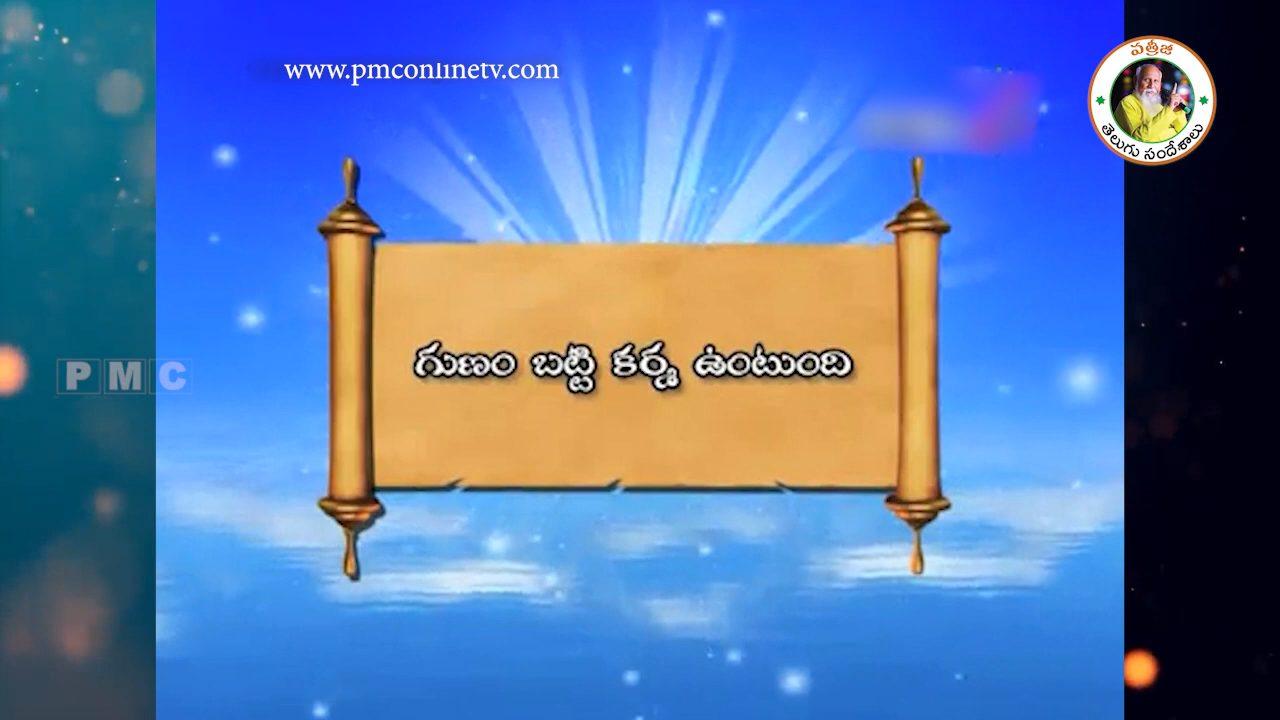 www.pmconlinetv.com
పత్రీజీ
తెలుగు సందేశాలు
గుణం బట్టి కర్మ ఉంటుంది
PMC